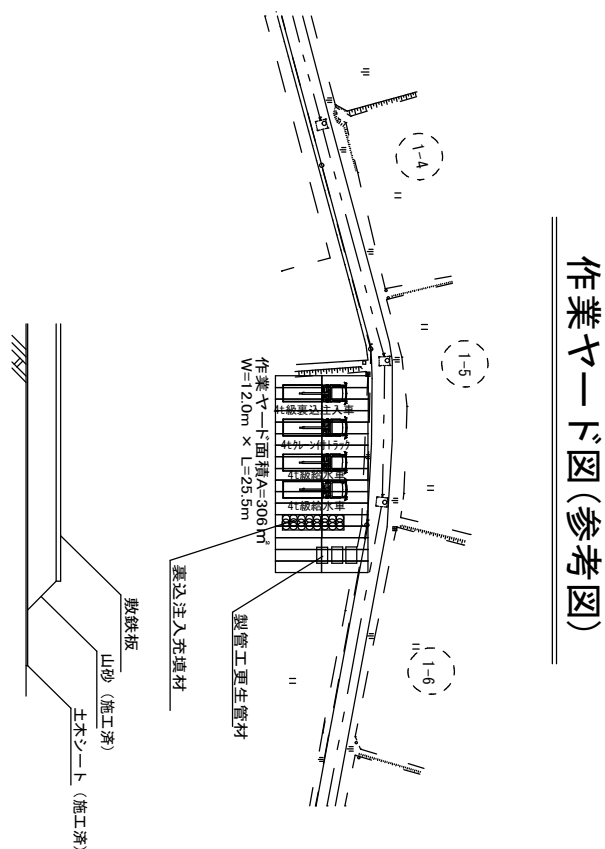 作業ヤード図(参考図)
1-4
1-5
1-6
作業ヤード面積A=306㎡
W=12.0m × L=25.5m
4t級裏込注入車
4tクレーン付トラック
4t級給水車
4t級給水車
製管工更生管材
裏込注入充填材
敷鉄板
山砂（施工済）
土木シート（施工済）